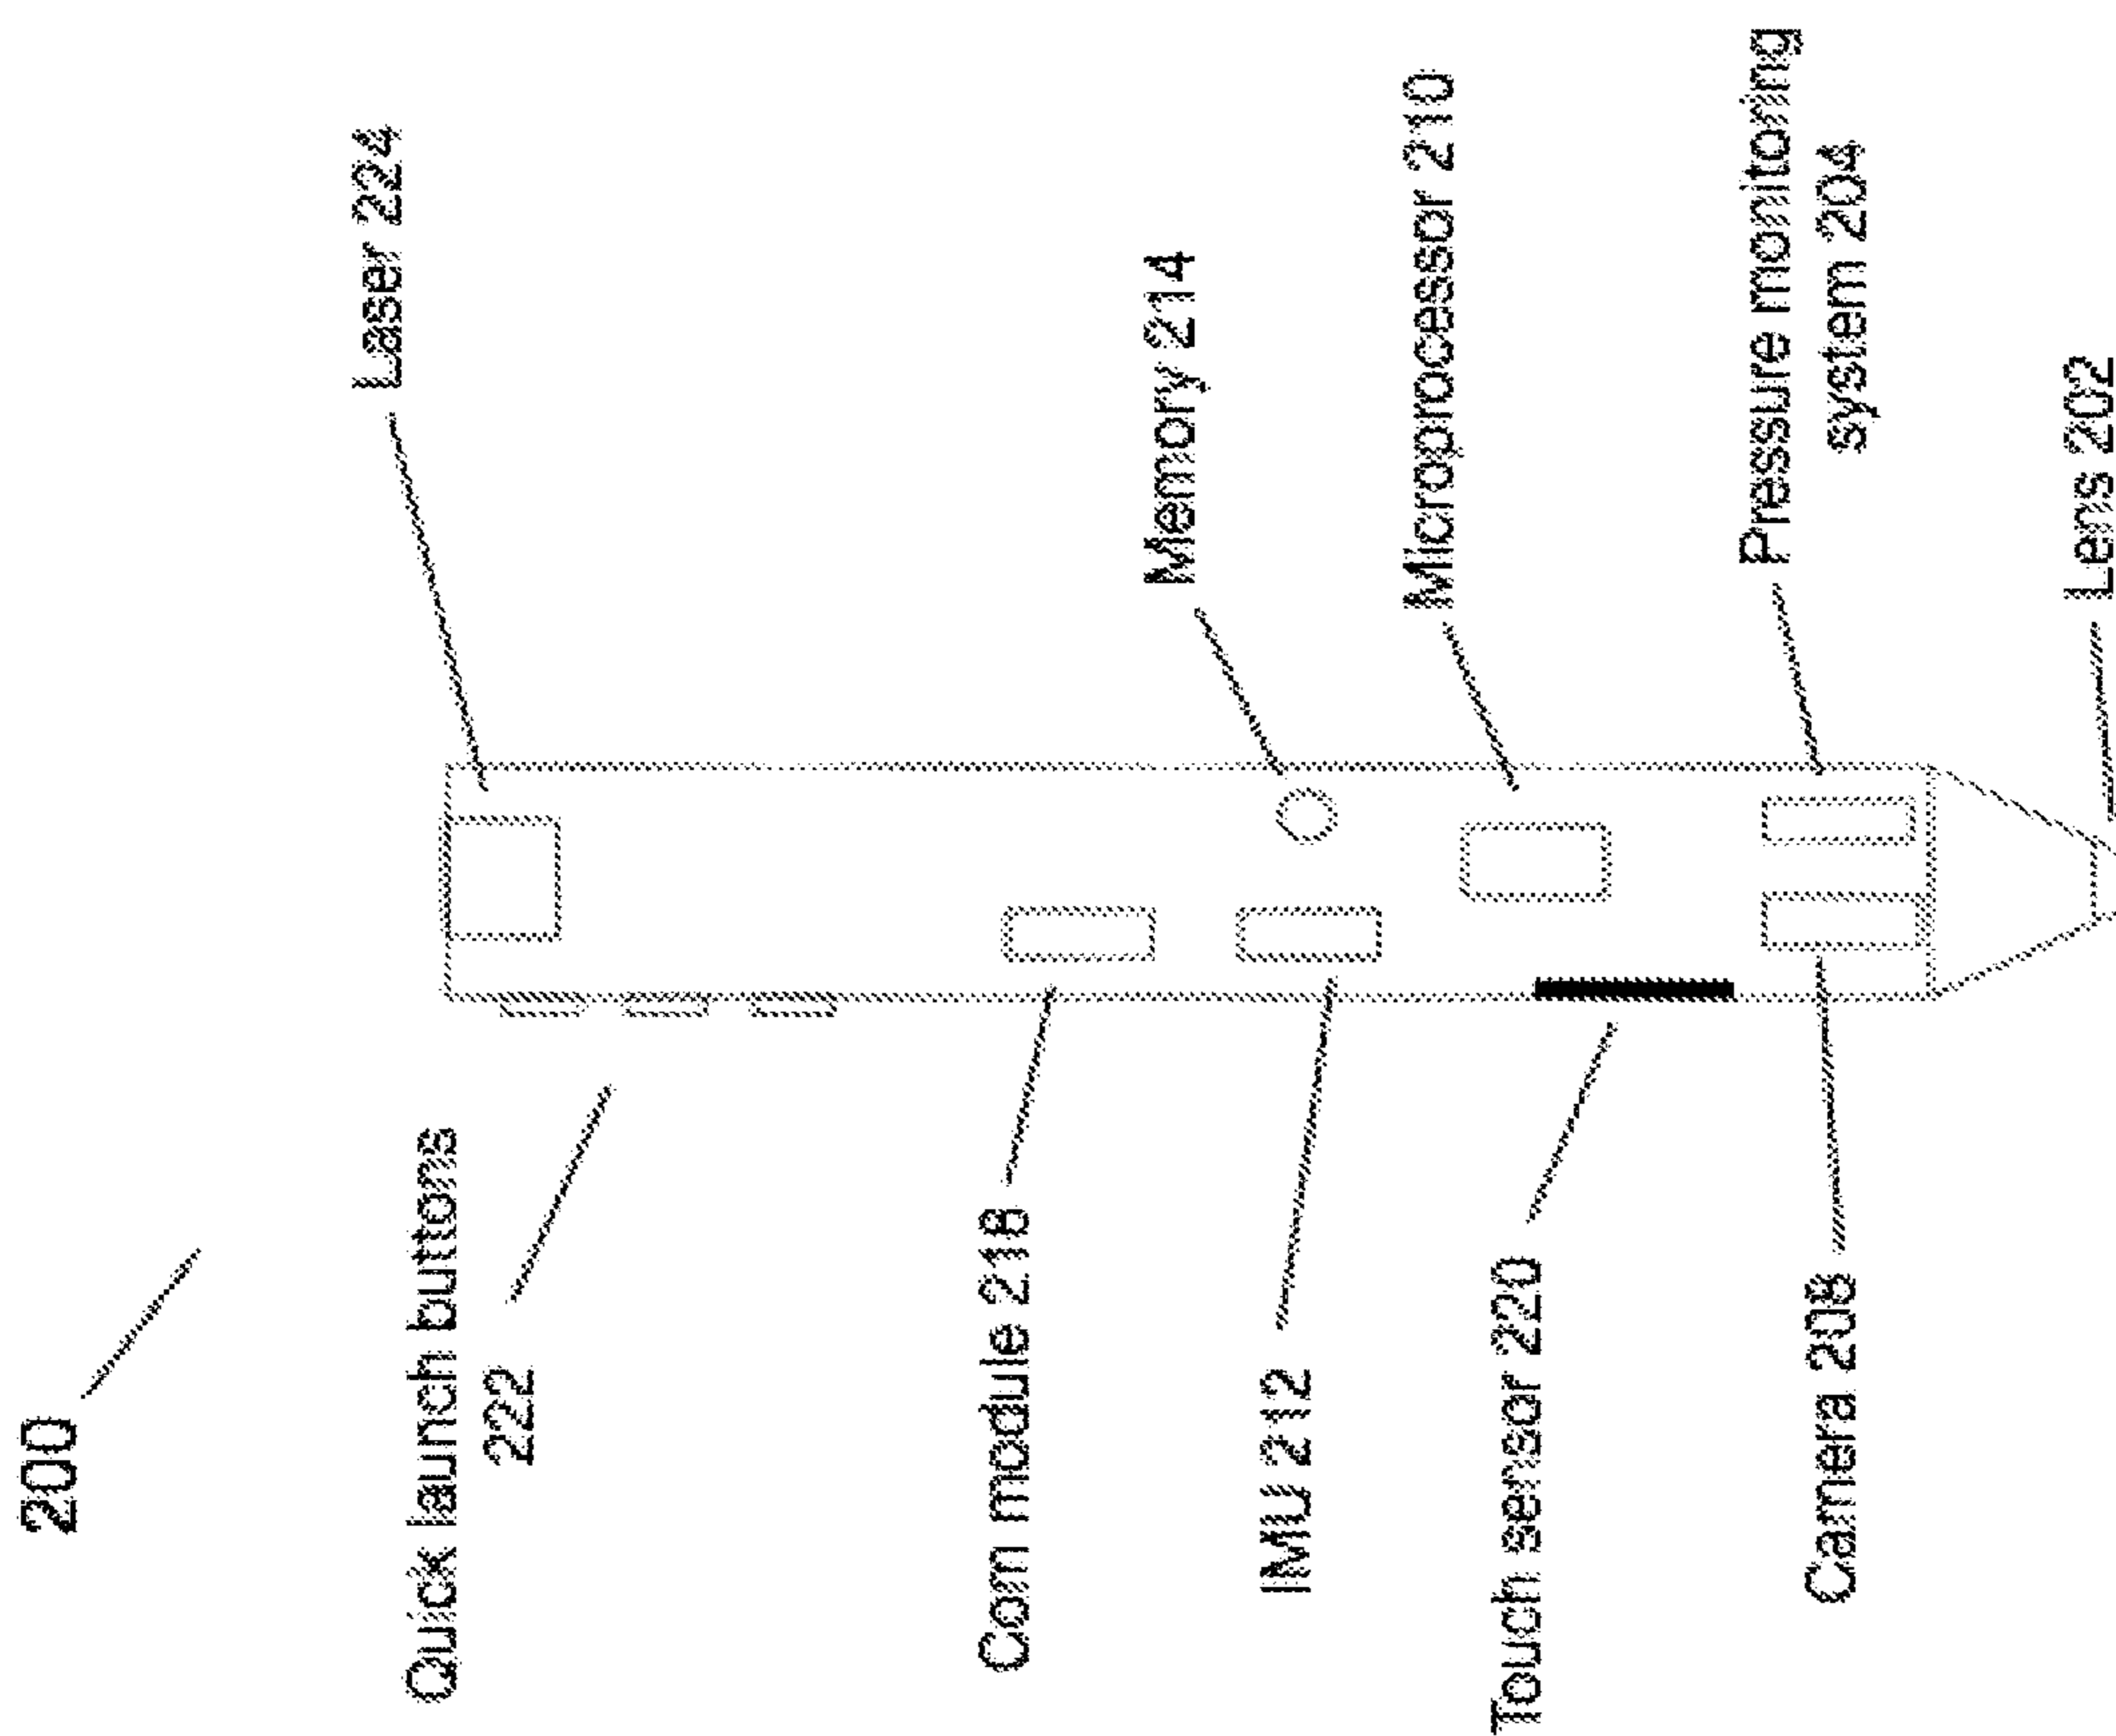 200
Quick launch buttons
222
Laser 224
Com module 218
Memory 214
IMU 212
Microprocessor 210
Touch sensor 220
Pressure monitoring
system 204
Camera 208
Lens 202